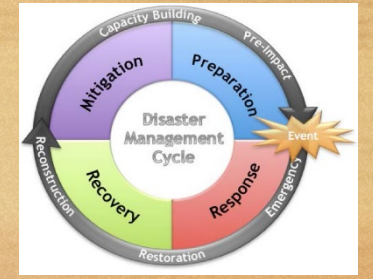 Capacity Building
Pre-Impact
Mitigation
Preparation
Disaster
Management
Cycle
Event
Reconstruction
Recovery
Response
Emergency
Restoration